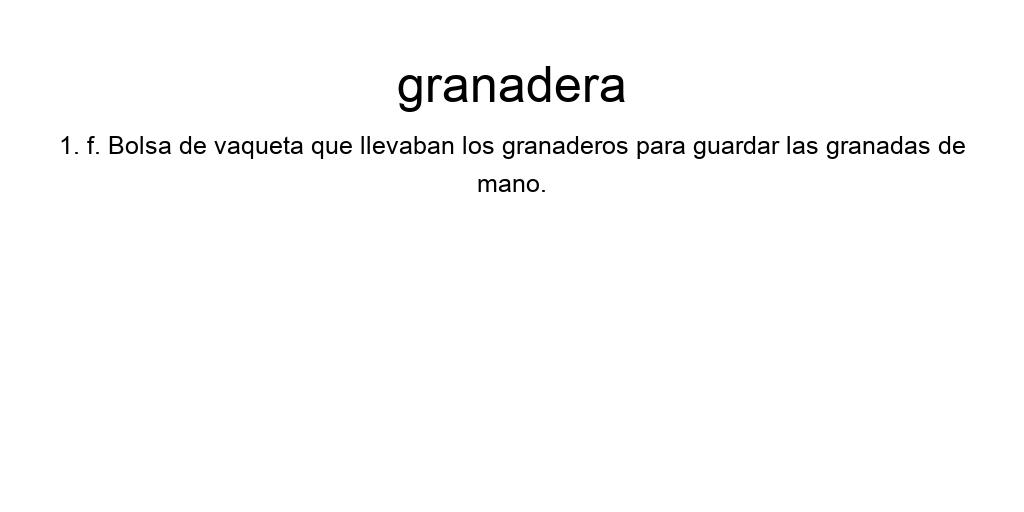 granadera
1. f. Bolsa de vaqueta que llevaban los granaderos para guardar las granadas de
mano.